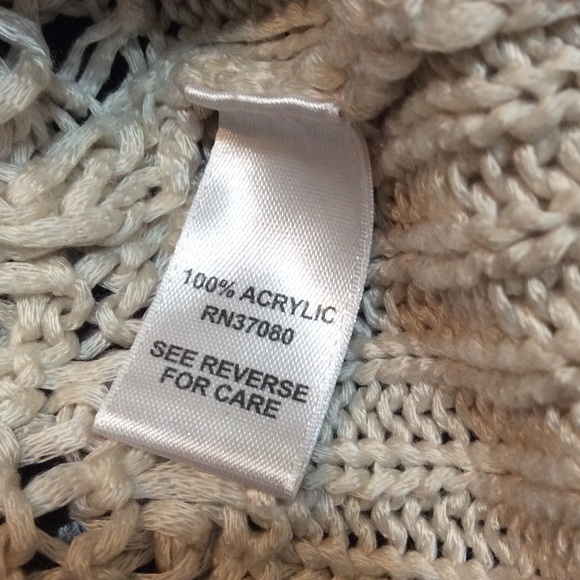 100% ACRYLIC
RN37080
SEE REVERSE
FOR CARE